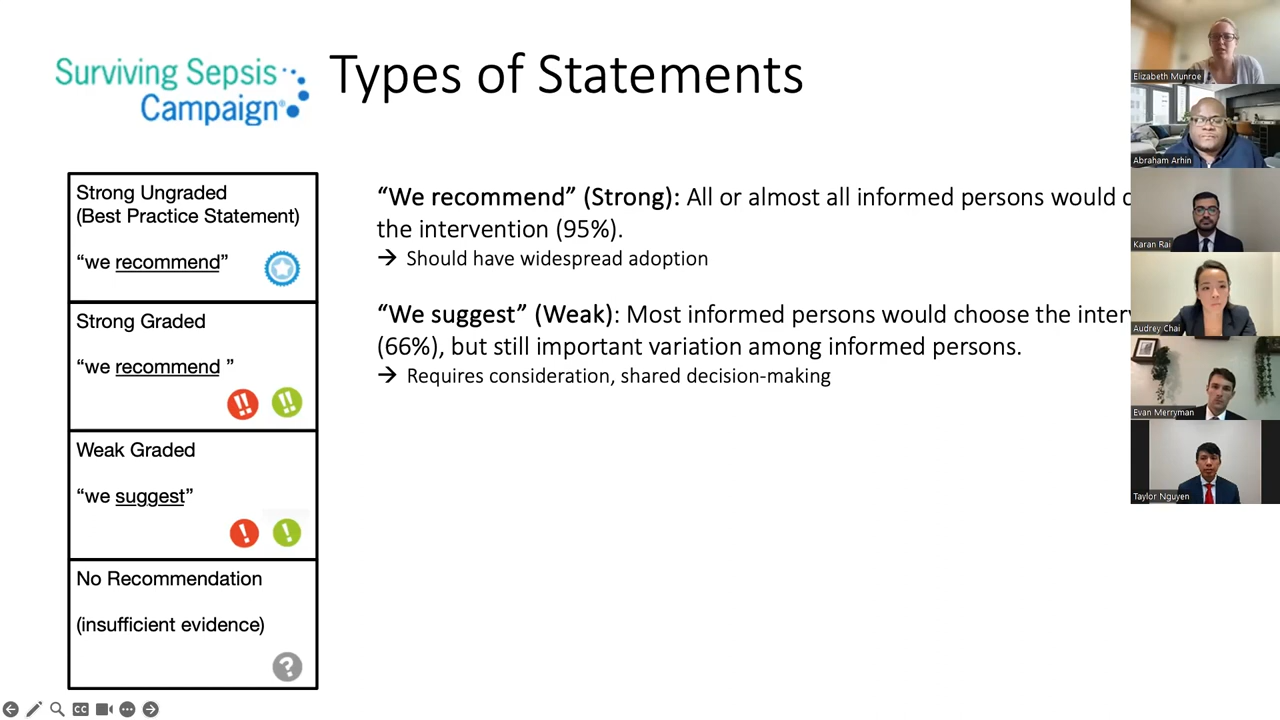 Surviving Sepsis
Campaign®
Types of Statements
Strong Ungraded
(Best Practice Statement)
“we recommend”
Strong Graded
“we recommend ”
!!
!!
Weak Graded
“we suggest”
!
!
No Recommendation
(insufficient evidence)
?
“We recommend” (Strong): All or almost all informed persons would
the intervention (95%).
→ Should have widespread adoption
“We suggest” (Weak): Most informed persons would choose the
(66%), but still important variation among informed persons.
→ Requires consideration, shared decision-making
Elizabeth Munroe
Abraham Arhin
Karan Rai
Audrey Chai
Evan Merryman
Taylor Nguyen
CC